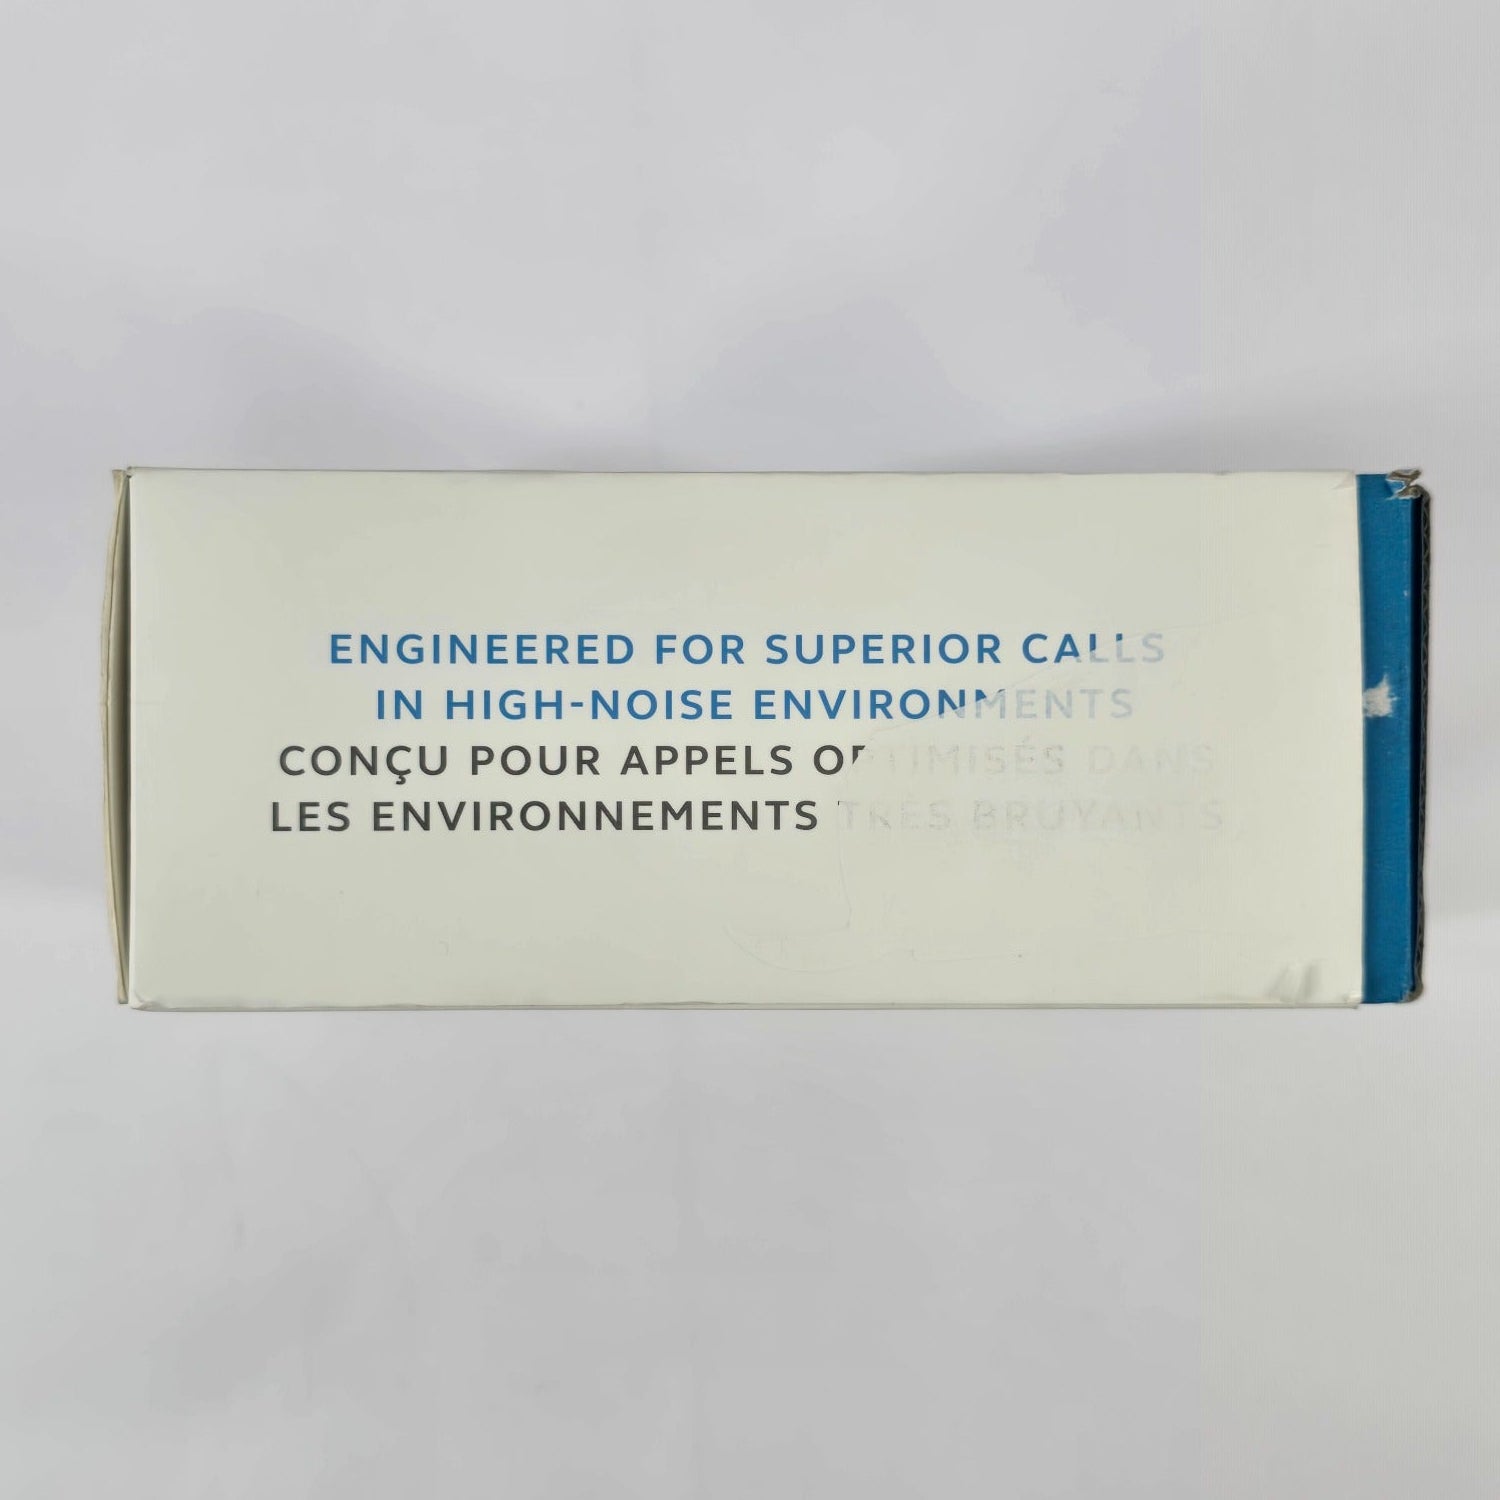 ENGINEERED FOR SUPERIOR CALLS
IN HIGH-NOISE ENVIRONMENTS
CONÇU POUR APPELS OPTIMISÉS DANS
LES ENVIRONNEMENTS TRÈS BRUYANTS